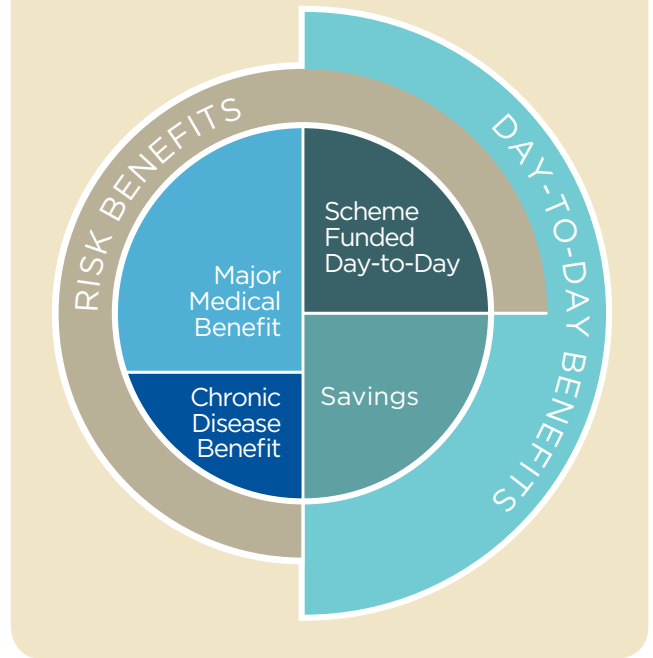 RISK BENEFITS
DAY-TO-DAY BENEFITS
Major
Medical
Benefit
Scheme
Funded
Day-to-Day
Chronic
Disease
Benefit
Savings